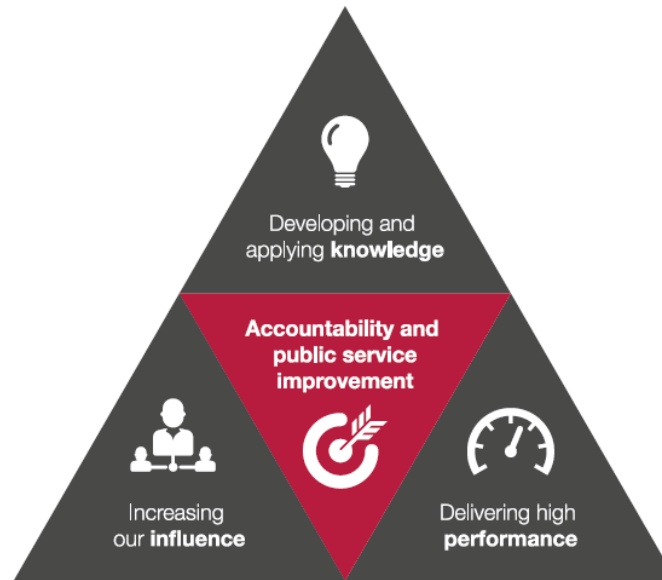 Developing and
applying knowledge
Accountability and
public service
improvement
Increasing
our influence
Delivering high
performance